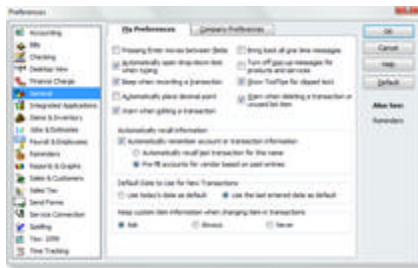 Preferences
Accounting
Bills
Checking
Desktop View
Finance Charge
General
Integrated Applications
Items & Inventory
Jobs & Estimates
Payroll & Employees
Reminders
Reports & Graphs
Sales & Customers
Sales Tax
Send Forms
Service Connection
Spelling
Tax: 1099
Time Tracking
My Preferences
Company Preferences
Pressing Enter moves between fields
Automatically open drop-down lists when typing
Beep when recording a transaction
Automatically place decimal point
Warn when editing a transaction
Bring back all one time messages
Turn off pop-up messages for products and services
Show ToolTips for clipped text
Warn when deleting a transaction or unused list item
Automatically recall information
Automatically remember account or transaction information
Automatically recall last transaction for this name
Pre-fill accounts for vendor based on past entries
Default Date to Use for New Transactions
Use today's date as default
Use the last entered date as default
Keep custom item information when changing item in transactions
Ask
Always
Never
OK
Cancel
Help
Default
Also See:
Reminders